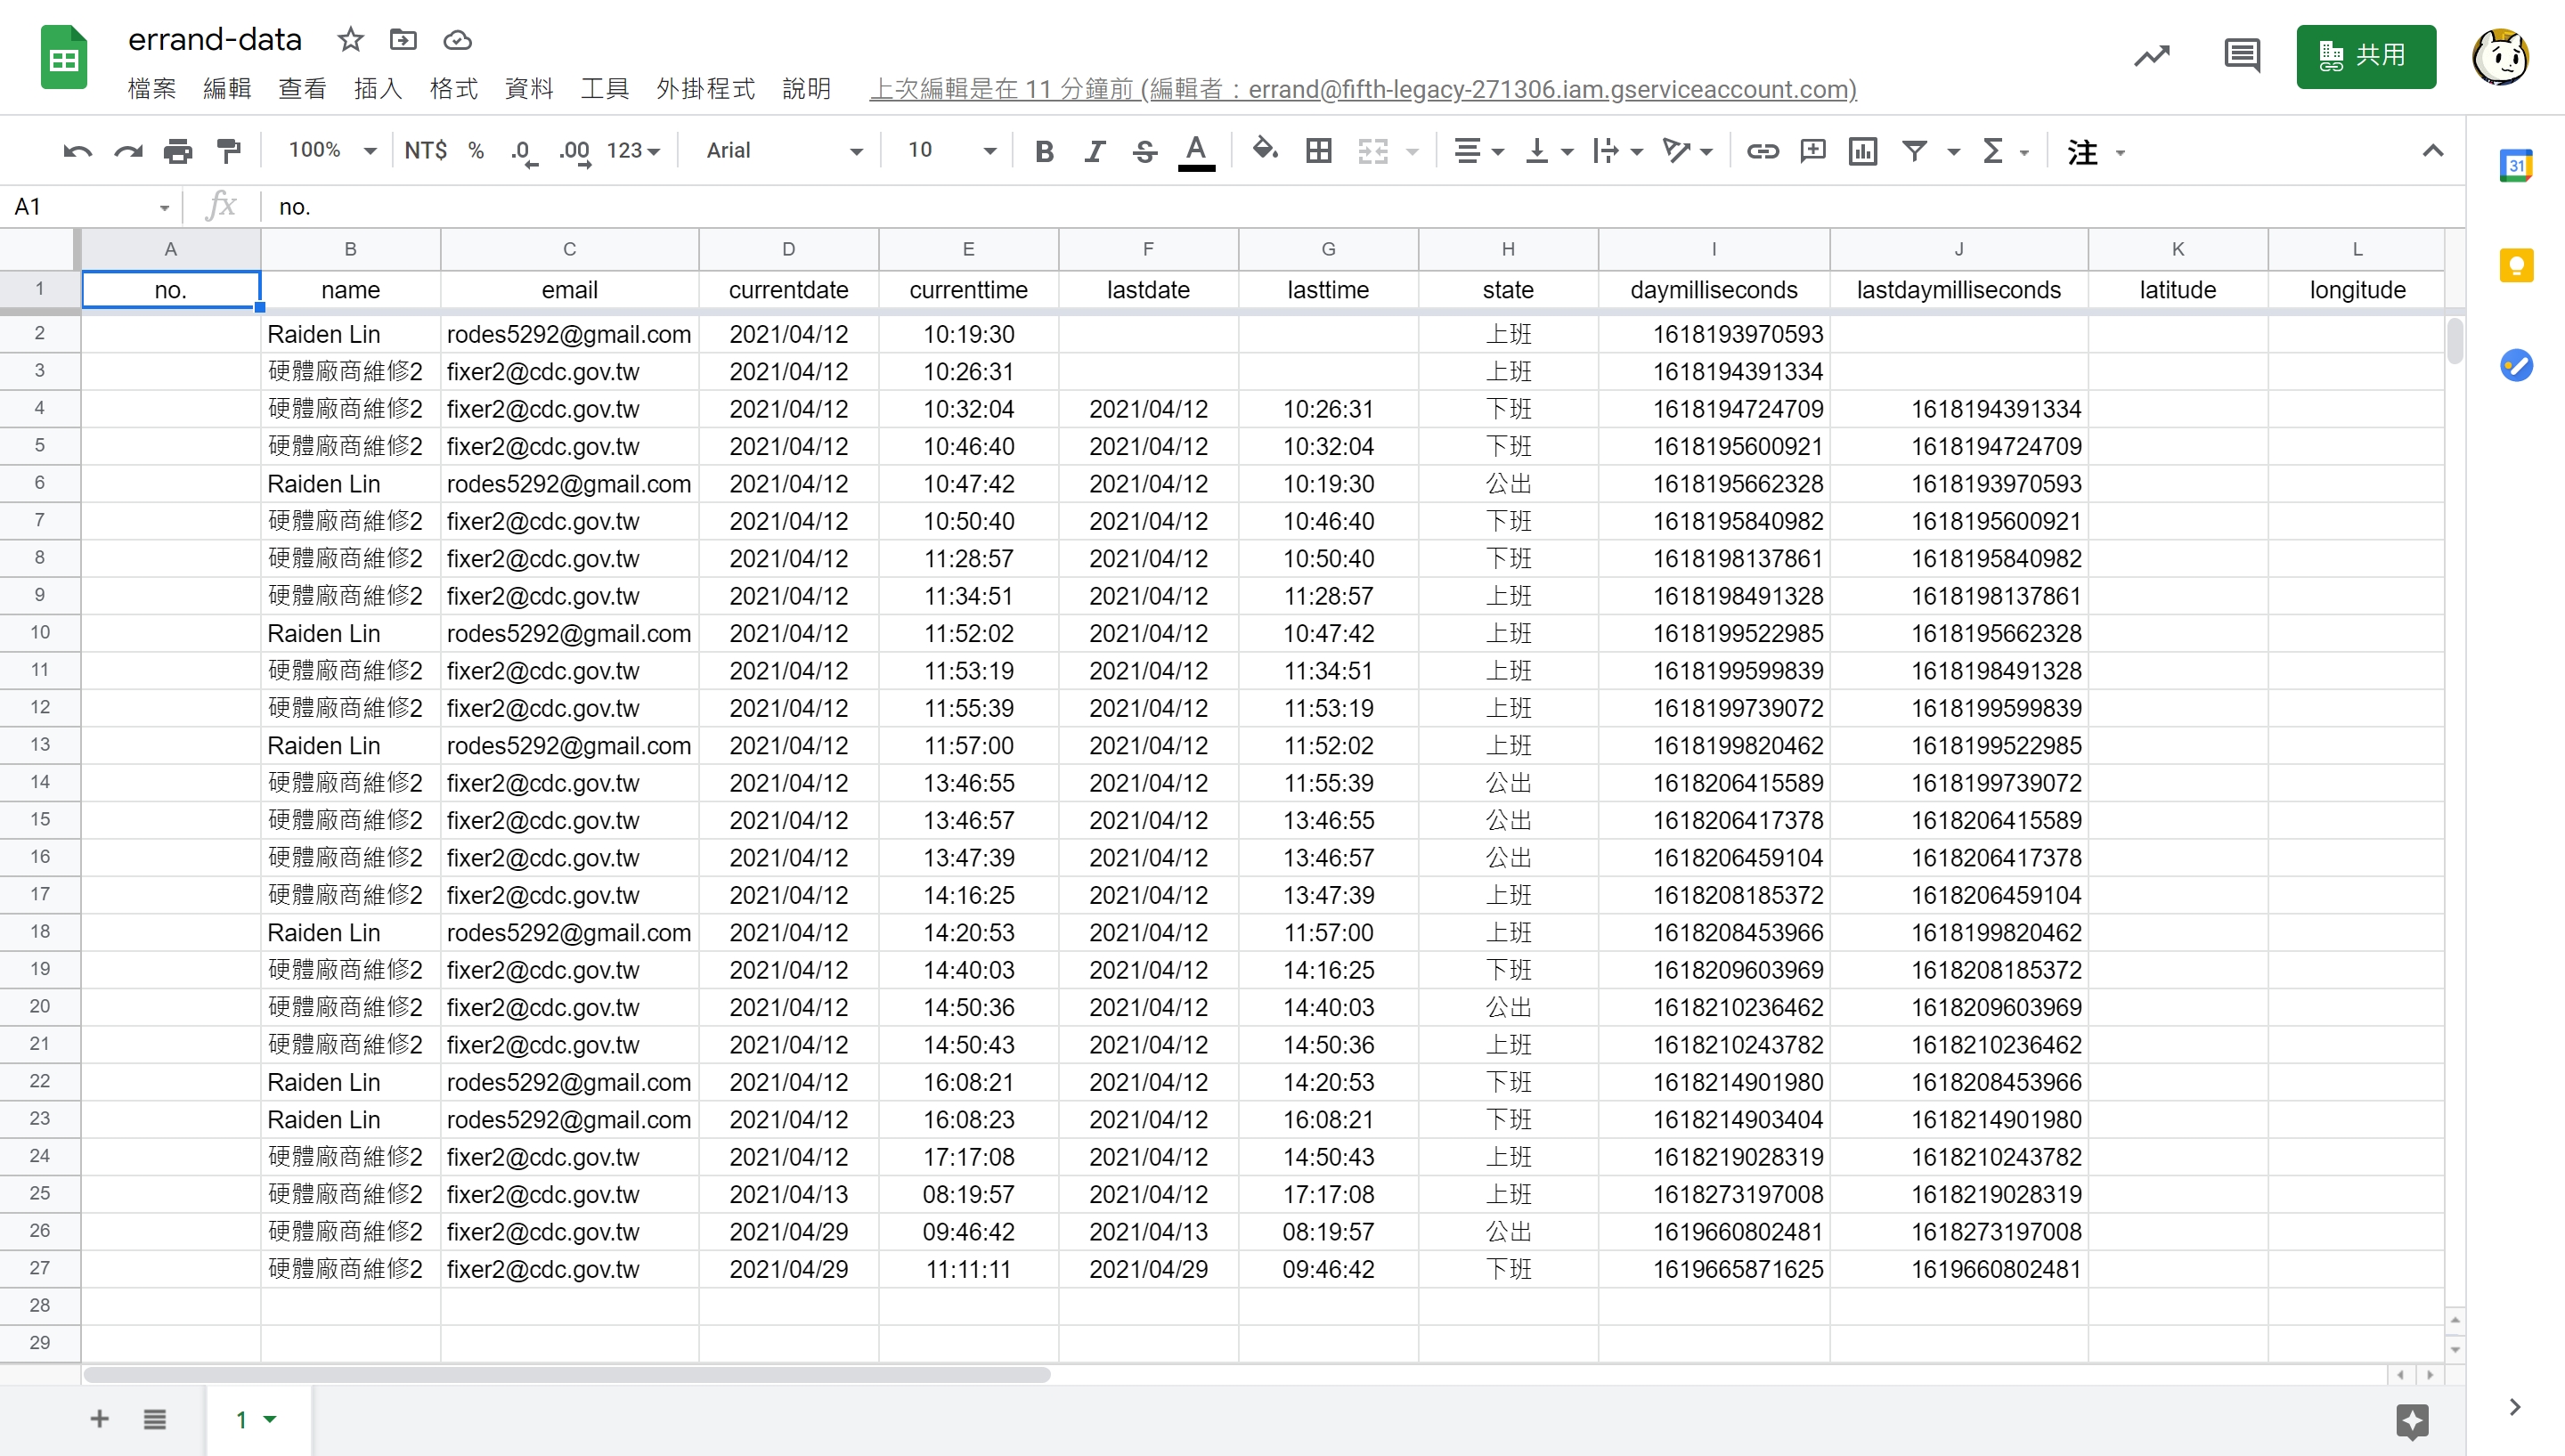 errand-data
檔案 編輯 查看 插入 格式 資料 工具 外掛程式 說明 上次編輯是在 11 分鐘前 (編輯者：errand@fifth-legacy-271306.iam.gserviceaccount.com)
共用
100% NT$ % .0 .00 123 Arial 10 B I S A 注
31
A1 fx no.
A B C D E F G H I J K L
1 no. name email currentdate currenttime lastdate lasttime state daymilliseconds lastdaymilliseconds latitude longitude
2 Raiden Lin rodes5292@gmail.com 2021/04/12 10:19:30 上班 1618193970593
3 硬體廠商維修2 fixer2@cdc.gov.tw 2021/04/12 10:26:31 上班 1618194391334
4 硬體廠商維修2 fixer2@cdc.gov.tw 2021/04/12 10:32:04 2021/04/12 10:26:31 下班 1618194724709 1618194391334
5 硬體廠商維修2 fixer2@cdc.gov.tw 2021/04/12 10:46:40 2021/04/12 10:32:04 下班 1618195600921 1618194724709
6 Raiden Lin rodes5292@gmail.com 2021/04/12 10:47:42 2021/04/12 10:19:30 公出 1618195662328 1618193970593
7 硬體廠商維修2 fixer2@cdc.gov.tw 2021/04/12 10:50:40 2021/04/12 10:46:40 下班 1618195840982 1618195600921
8 硬體廠商維修2 fixer2@cdc.gov.tw 2021/04/12 11:28:57 2021/04/12 10:50:40 下班 1618198137861 1618195840982
9 硬體廠商維修2 fixer2@cdc.gov.tw 2021/04/12 11:34:51 2021/04/12 11:28:57 上班 1618198491328 1618198137861
10 Raiden Lin rodes5292@gmail.com 2021/04/12 11:52:02 2021/04/12 10:47:42 上班 1618199522985 1618195662328
11 硬體廠商維修2 fixer2@cdc.gov.tw 2021/04/12 11:53:19 2021/04/12 11:34:51 上班 1618199599839 1618198491328
12 硬體廠商維修2 fixer2@cdc.gov.tw 2021/04/12 11:55:39 2021/04/12 11:53:19 上班 1618199739072 1618199599839
13 Raiden Lin rodes5292@gmail.com 2021/04/12 11:57:00 2021/04/12 11:52:02 上班 1618199820462 1618199522985
14 硬體廠商維修2 fixer2@cdc.gov.tw 2021/04/12 13:46:55 2021/04/12 11:55:39 公出 1618206415589 1618199739072
15 硬體廠商維修2 fixer2@cdc.gov.tw 2021/04/12 13:46:57 2021/04/12 13:46:55 公出 1618206417378 1618206415589
16 硬體廠商維修2 fixer2@cdc.gov.tw 2021/04/12 13:47:39 2021/04/12 13:46:57 公出 1618206459104 1618206417378
17 硬體廠商維修2 fixer2@cdc.gov.tw 2021/04/12 14:16:25 2021/04/12 13:47:39 上班 1618208185372 1618206459104
18 Raiden Lin rodes5292@gmail.com 2021/04/12 14:20:53 2021/04/12 11:57:00 上班 1618208453966 1618199820462
19 硬體廠商維修2 fixer2@cdc.gov.tw 2021/04/12 14:40:03 2021/04/12 14:16:25 下班 1618209603969 1618208185372
20 硬體廠商維修2 fixer2@cdc.gov.tw 2021/04/12 14:50:36 2021/04/12 14:40:03 公出 1618210236462 1618209603969
21 硬體廠商維修2 fixer2@cdc.gov.tw 2021/04/12 14:50:43 2021/04/12 14:50:36 上班 1618210243782 1618210236462
22 Raiden Lin rodes5292@gmail.com 2021/04/12 16:08:21 2021/04/12 14:20:53 下班 1618214901980 1618208453966
23 Raiden Lin rodes5292@gmail.com 2021/04/12 16:08:23 2021/04/12 16:08:21 下班 1618214903404 1618214901980
24 硬體廠商維修2 fixer2@cdc.gov.tw 2021/04/12 17:17:08 2021/04/12 14:50:43 上班 1618219028319 1618210243782
25 硬體廠商維修2 fixer2@cdc.gov.tw 2021/04/13 08:19:57 2021/04/12 17:17:08 上班 1618273197008 1618219028319
26 硬體廠商維修2 fixer2@cdc.gov.tw 2021/04/29 09:46:42 2021/04/13 08:19:57 公出 1619660802481 1618273197008
27 硬體廠商維修2 fixer2@cdc.gov.tw 2021/04/29 11:11:11 2021/04/29 09:46:42 下班 1619665871625 1619660802481
28
29
1